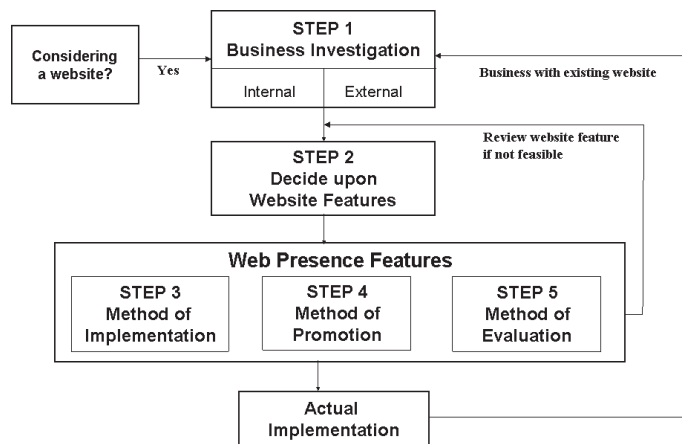 Considering
a website?
Yes
STEP 1
Business Investigation
Internal
External
Business with existing website
Review website feature
if not feasible
STEP 2
Decide upon
Website Features
Web Presence Features
STEP 3
Method of
Implementation
STEP 4
Method of
Promotion
STEP 5
Method of
Evaluation
Actual
Implementation